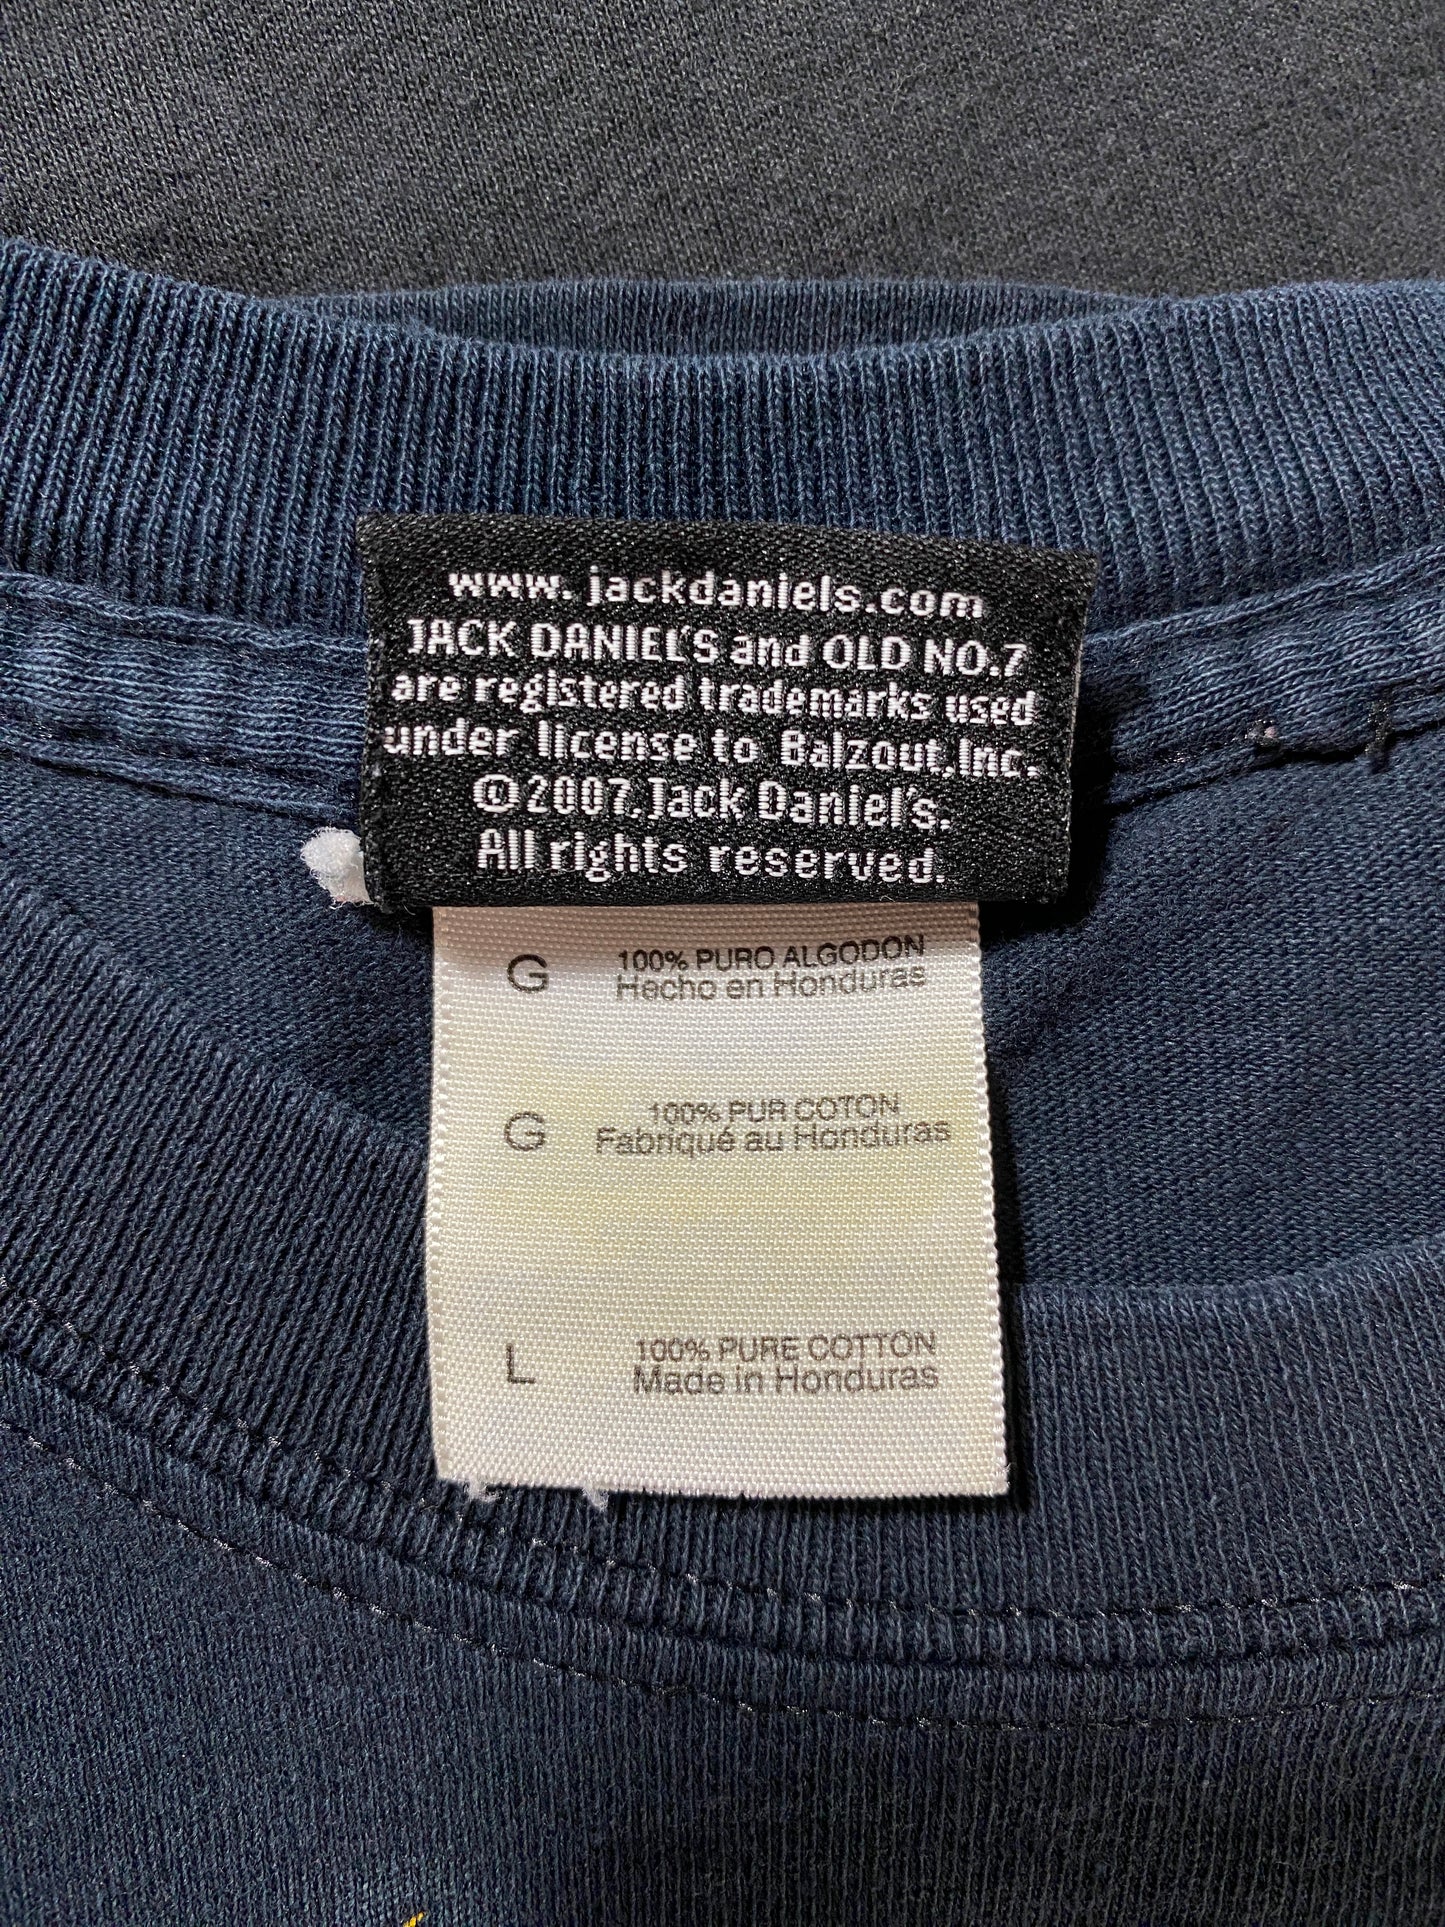 www.jackdaniels.com
JACK DANIEL'S and OLD NO.7
are registered trademarks used
under license to Balzout,Inc.
©2007.Jack Daniel's.
All rights reserved.
G 100% PURO ALGODON
Hecho en Honduras
G 100% PUR COTON
Fabriqué au Honduras
L 100% PURE COTTON
Made in Honduras